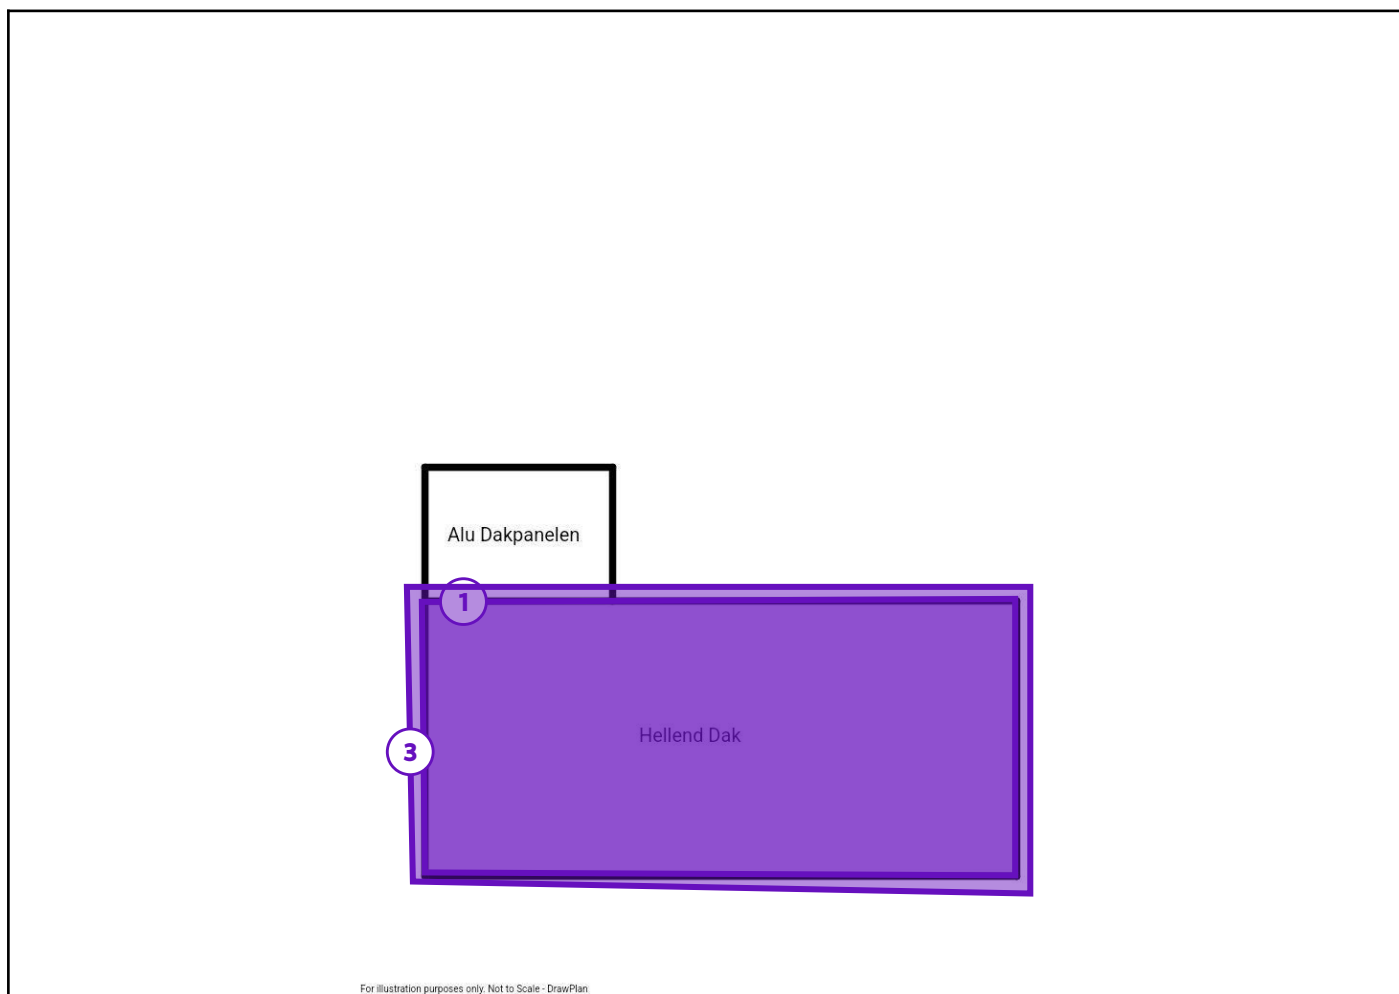 Alu Dakpanelen
1
Hellend Dak
3
For illustration purposes only. Not to Scale - DrawPlan